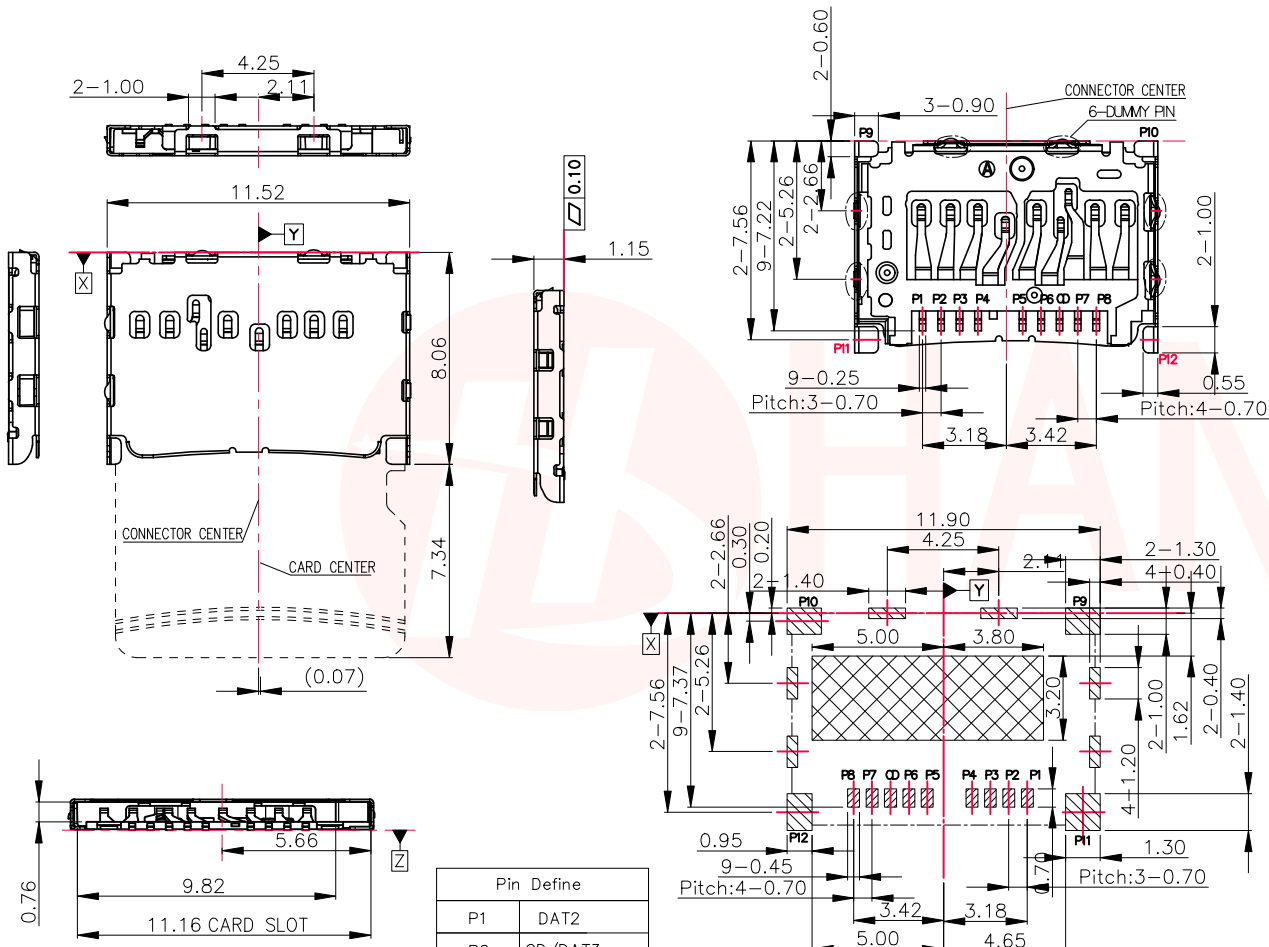 4.25
2-1.00
2.11
11.52
Y
X
0.10
1.15
8.06
7.34
CONNECTOR CENTER
CARD CENTER
(0.07)
0.76
5.66
Z
9.82
11.16 CARD SLOT
2-0.60
3-0.90
CONNECTOR CENTER
6-DUMMY PIN
P9
P10
A
2-7.56
9-7.22
2-5.26
2-2.66
2-1.00
P1 P2 P3 P4 P5 P6 CD P7 P8
P11
P12
9-0.25
0.55
Pitch:3-0.70
Pitch:4-0.70
3.18
3.42
HAN
11.90
4.25
2-2.66
0.30
0.20
2.11
2-1.30
4-0.40
2-1.40
Y
P10
P9
X
5.00
3.80
2-7.56
9-7.37
2-5.26
3.20
4-1.20
2-1.00
1.62
2-0.40
2-1.40
P8 P7 CD P6 P5 P4 P3 P2 P1
P12
P11
0.95
1.30
9-0.45
0.70
Pitch:4-0.70
Pitch:3-0.70
3.42
3.18
5.00
4.65
Pin Define
P1 DAT2